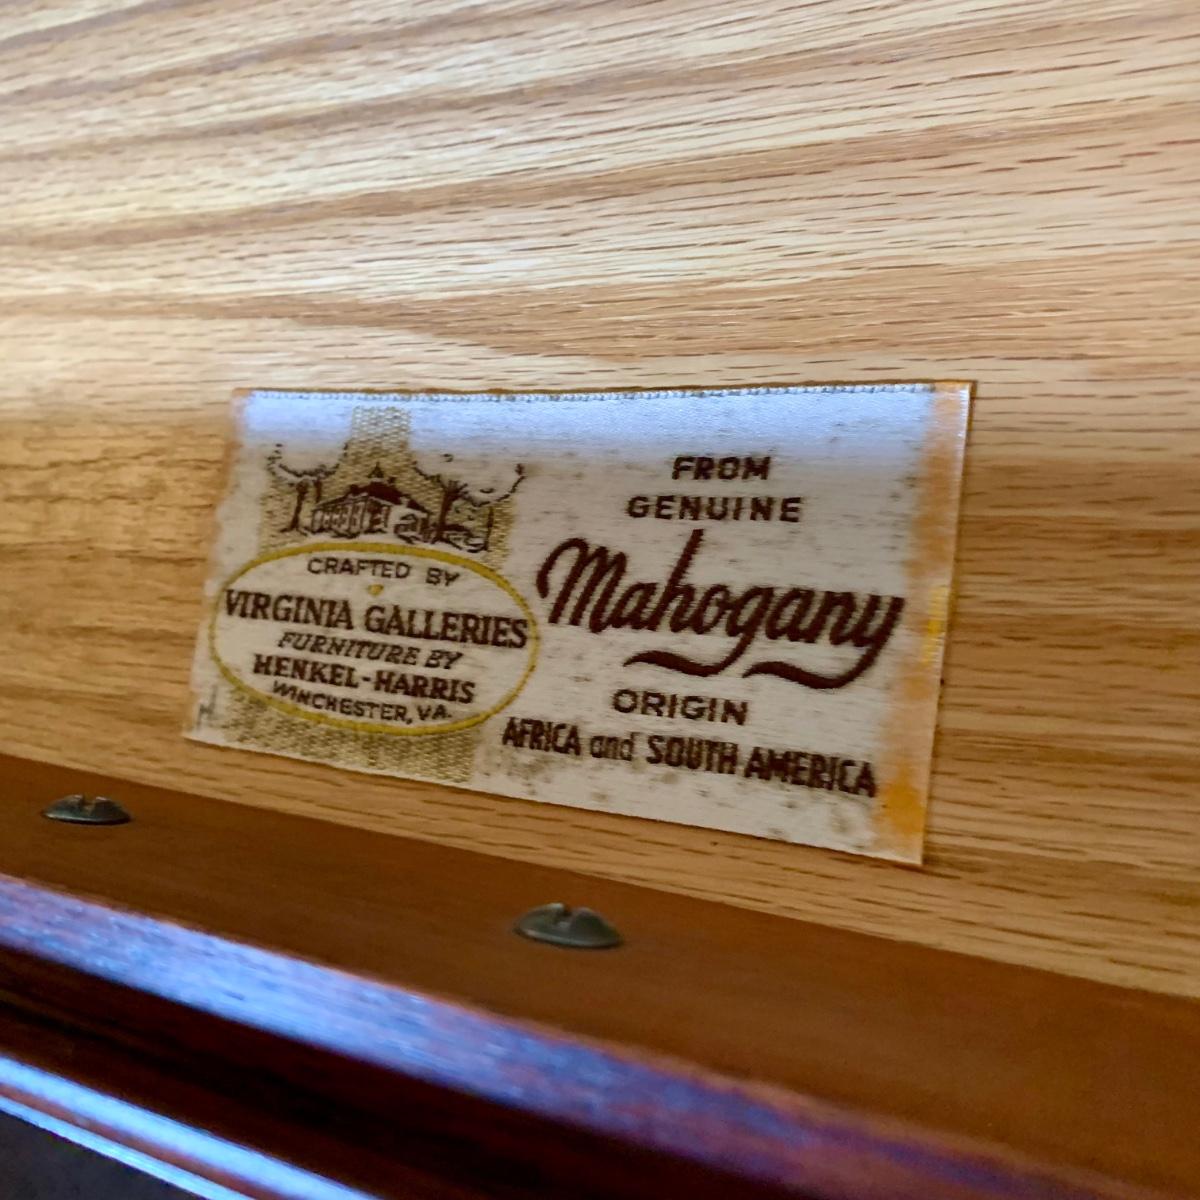 CRAFTED BY
VIRGINIA GALLERIES
FURNITURE BY
HENKEL-HARRIS
WINCHESTER, VA.
FROM
GENUINE
Mahogany
ORIGIN
AFRICA and SOUTH AMERICA